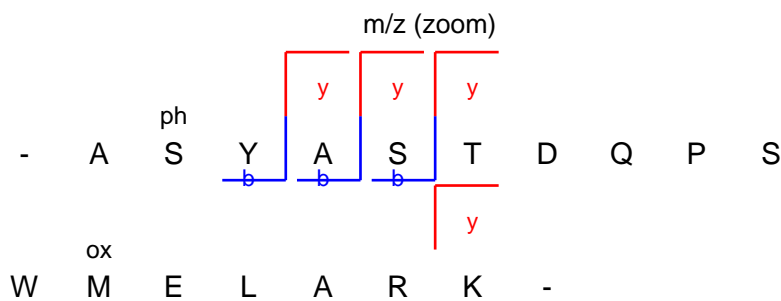 m/z (zoom)
y y y
ph
- A S Y A S T D Q P S
b b b
y
ox
W M E L A R K -